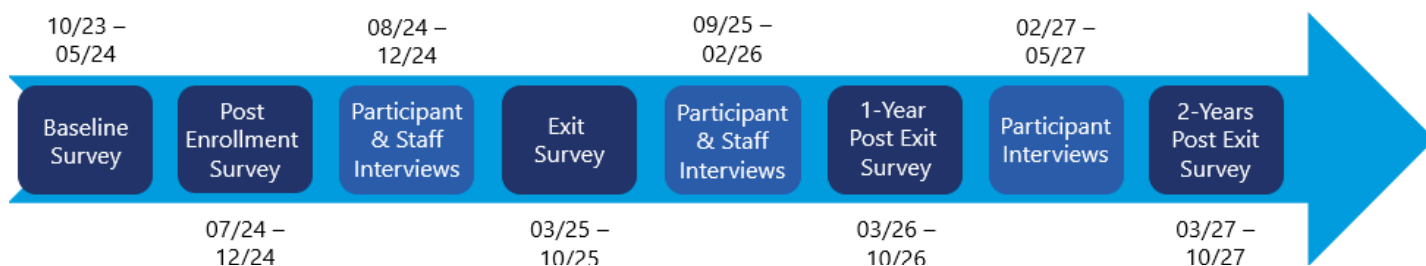 10/23 –
05/24
08/24 –
12/24
09/25 –
02/26
02/27 –
05/27
Baseline
Survey
Post
Enrollment
Survey
Participant
& Staff
Interviews
Exit
Survey
Participant
& Staff
Interviews
1-Year
Post Exit
Survey
Participant
Interviews
2-Years
Post Exit
Survey
07/24 –
12/24
03/25 –
10/25
03/26 –
10/26
03/27 –
10/27